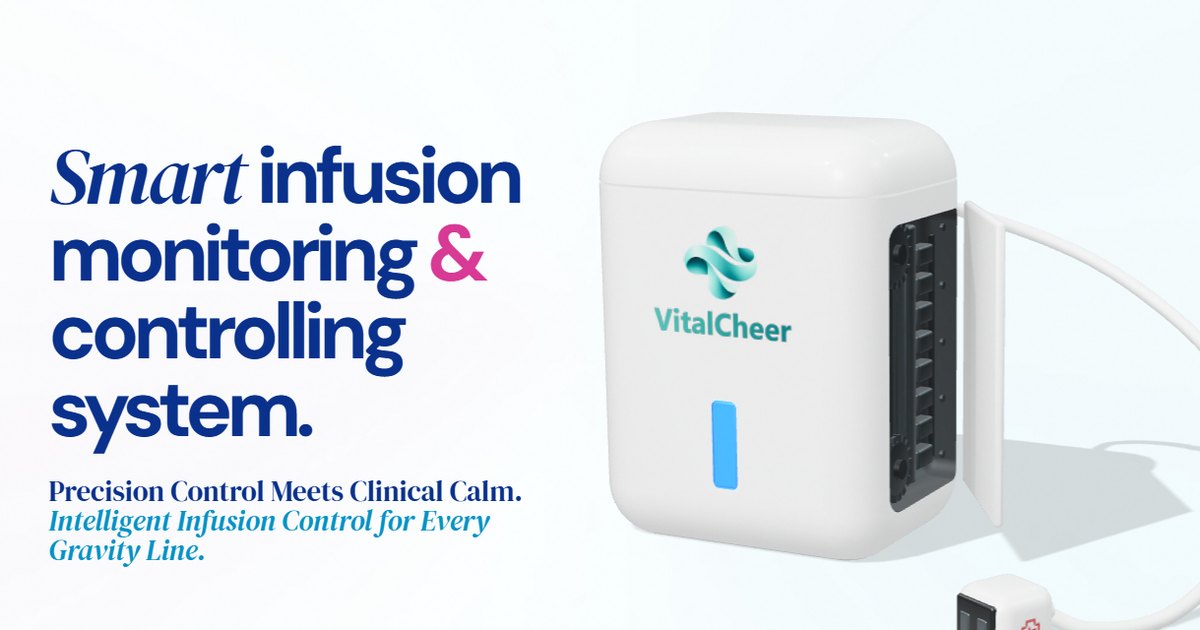 Smart infusion
monitoring &
controlling
system.
Precision Control Meets Clinical Calm.
Intelligent Infusion Control for Every
Gravity Line.
VitalCheer